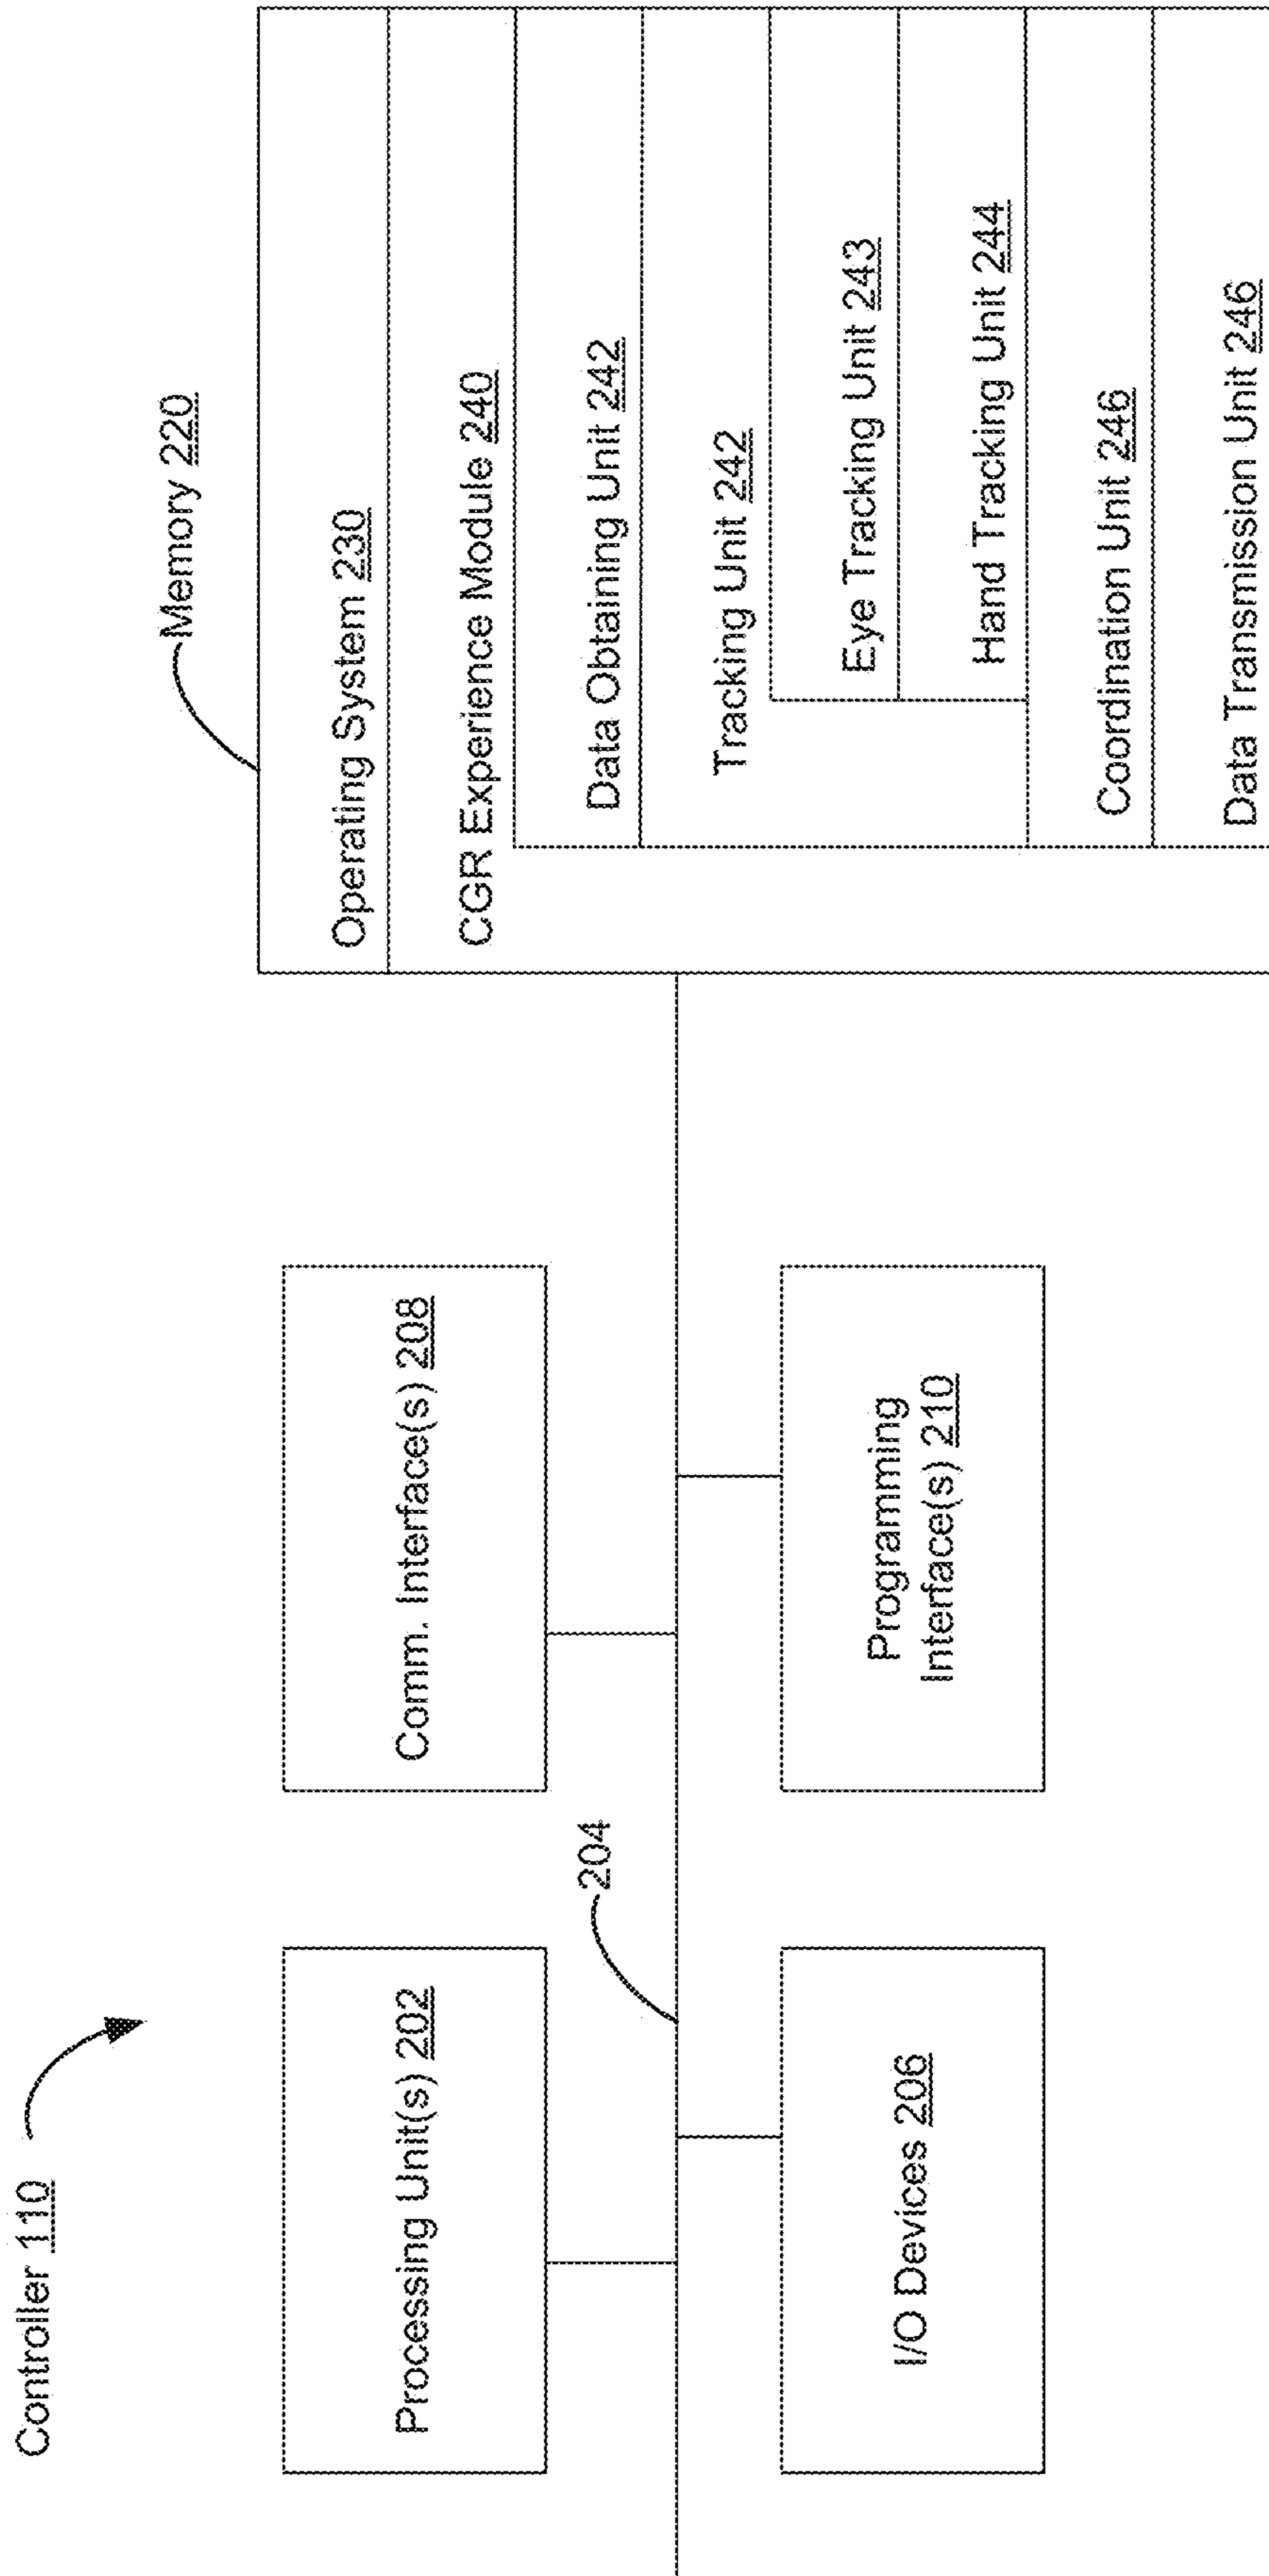 Controller 110
Memory 220
Processing Unit(s) 202
Comm. Interface(s) 208
204
I/O Devices 206
Programming
Interface(s) 210
Operating System 230
CGR Experience Module 240
Data Obtaining Unit 242
Tracking Unit 242
Eye Tracking Unit 243
Hand Tracking Unit 244
Coordination Unit 246
Data Transmission Unit 246